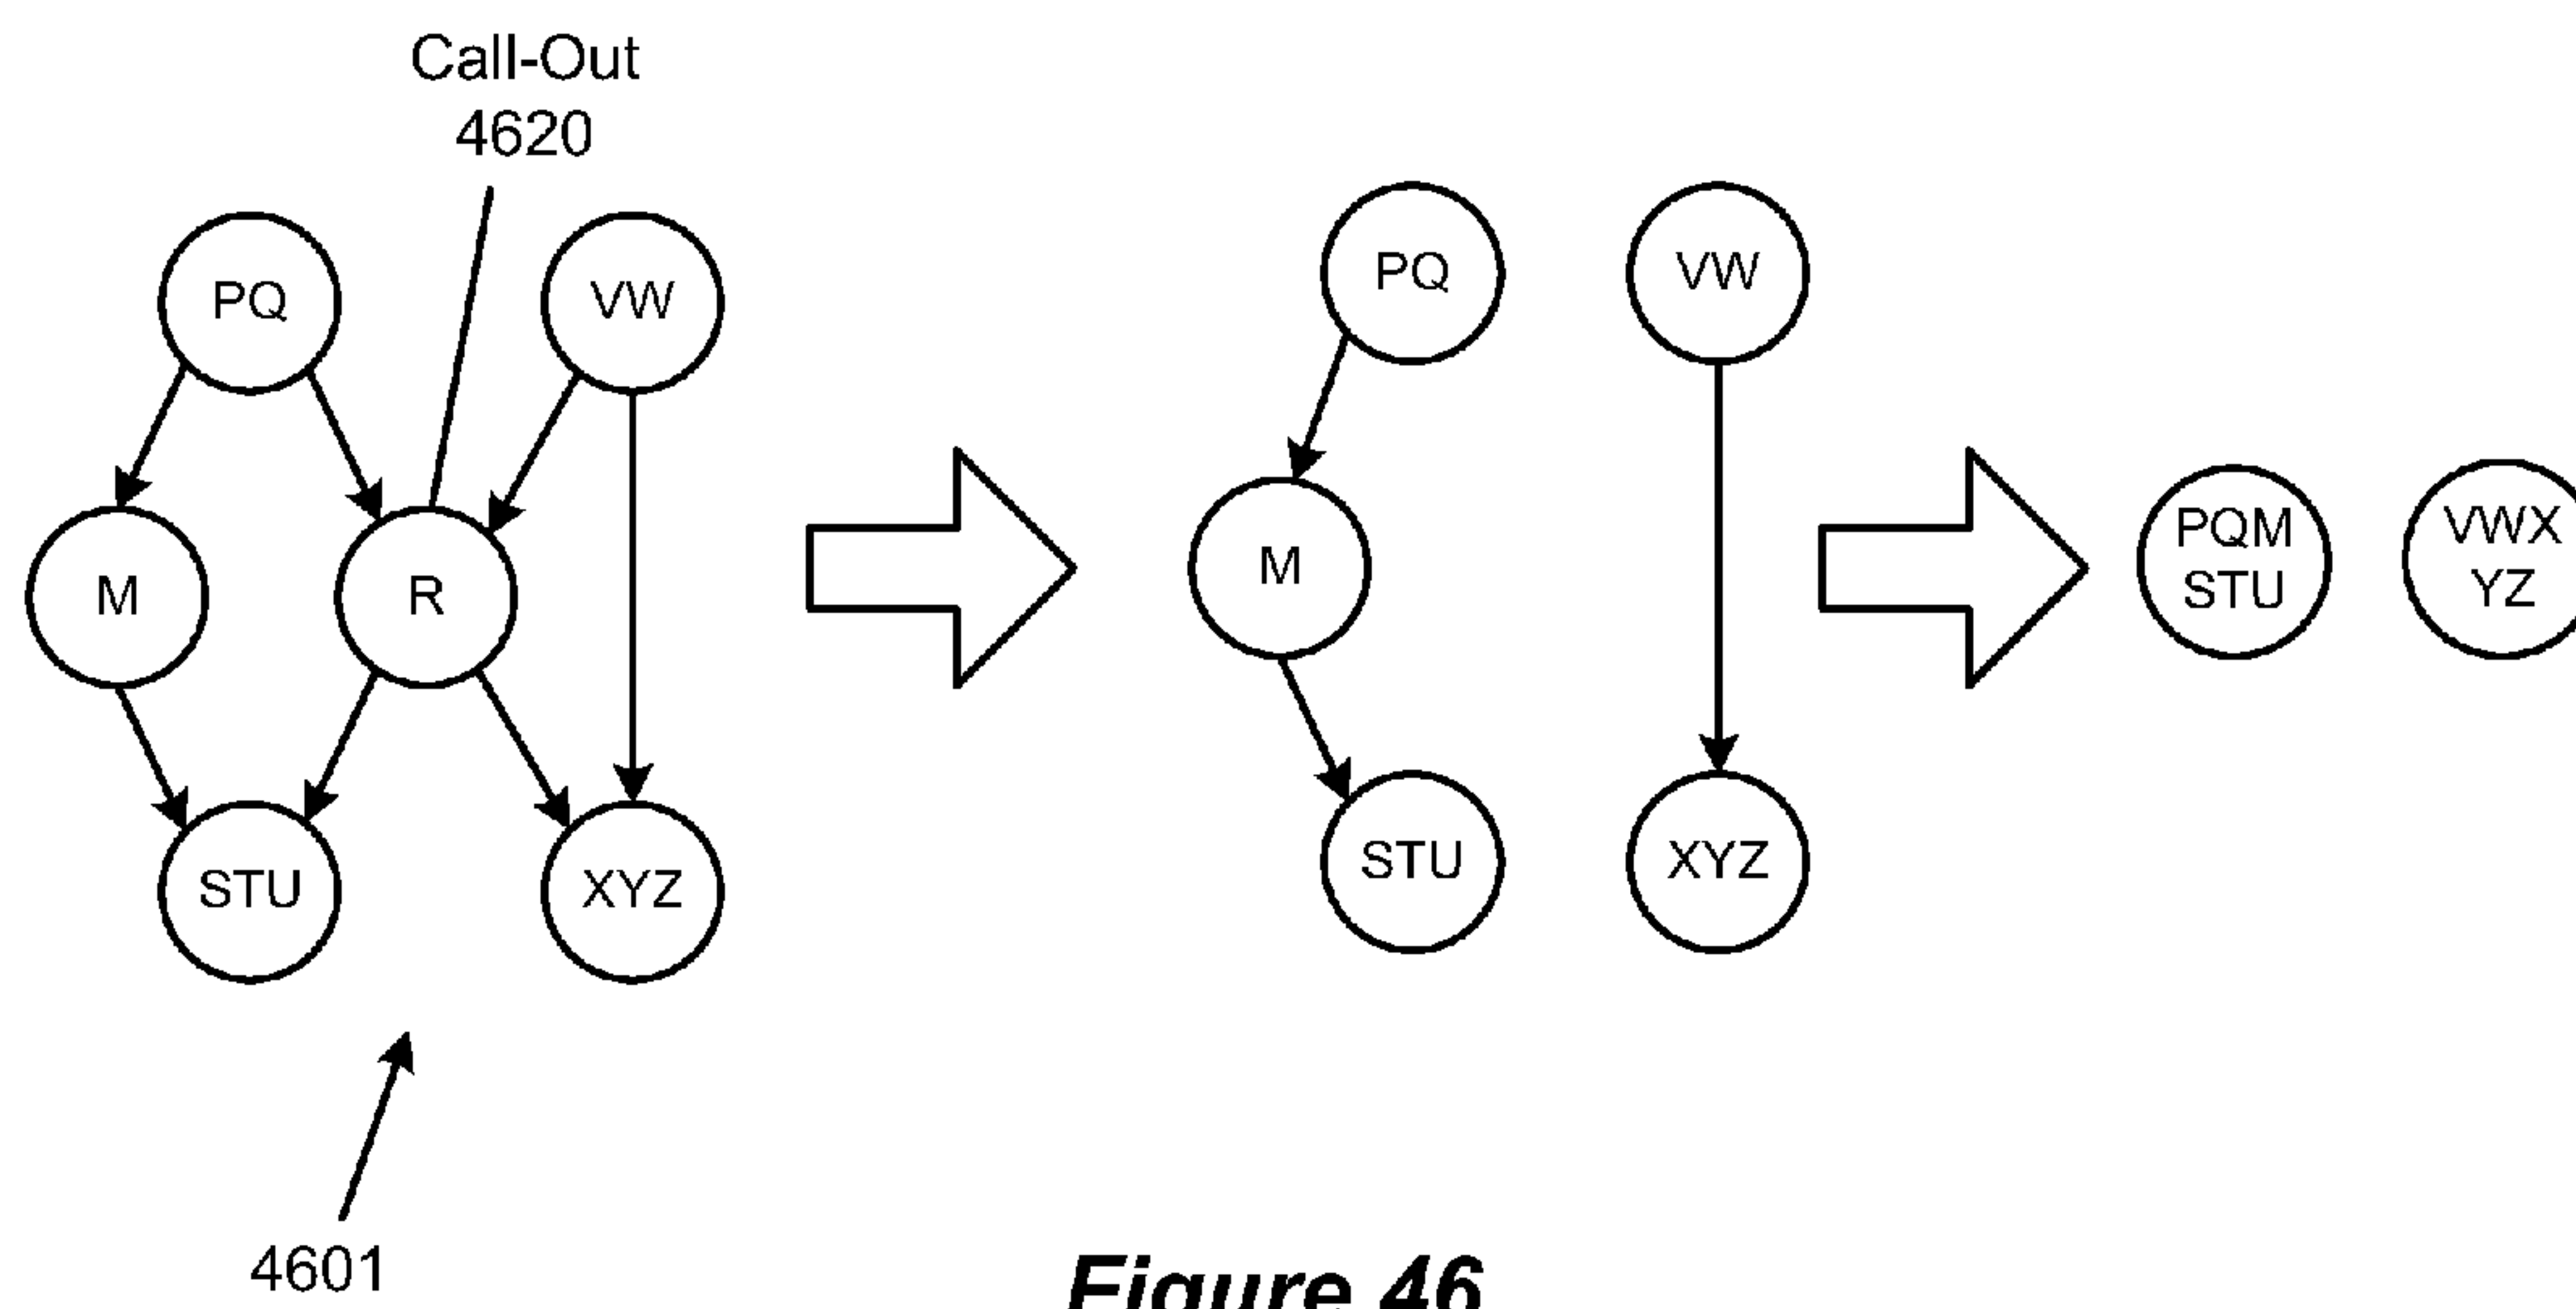 Call-Out
4620
PQ
VW
M
R
STU
XYZ
4601
PQ
VW
M
STU
XYZ
PQM
STU
VWX
YZ
Figure 46